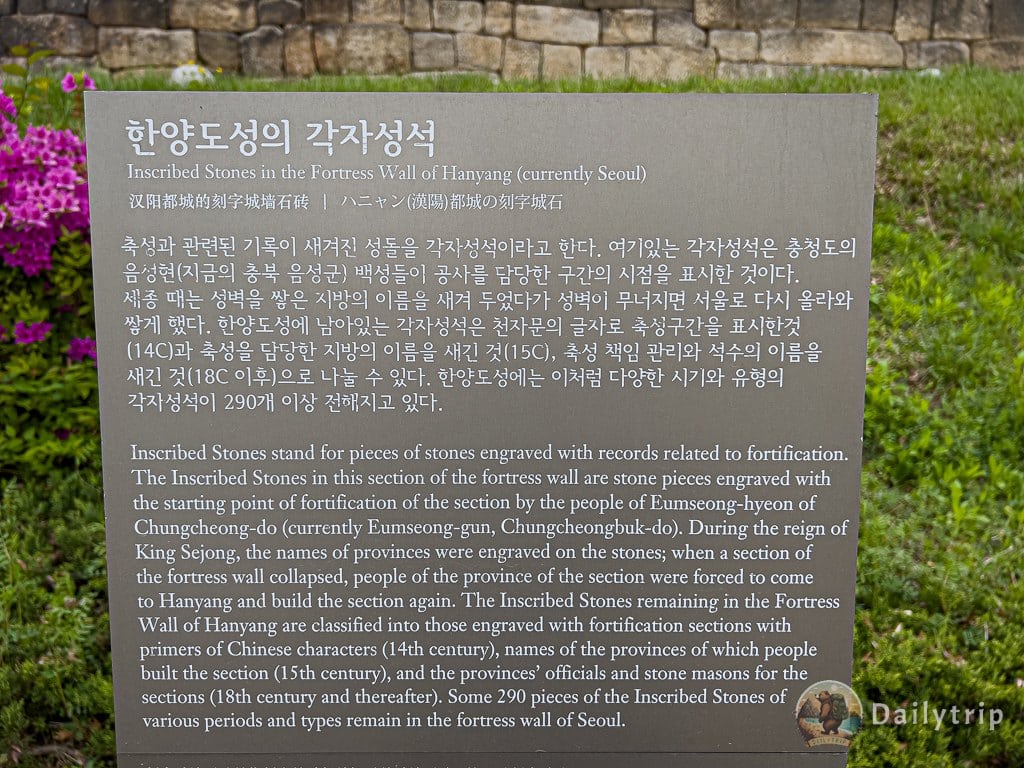 한양도성의 각자성석
Inscribed Stones in the Fortress Wall of Hanyang (currently Seoul)
汉阳都城的刻字城墙石砖 | ハニャン(漢陽)都城の刻字城石
축성과 관련된 기록이 새겨진 성돌을 각자성석이라고 한다. 여기있는 각자성석은 충청도의
음성현(지금의 충북 음성군) 백성들이 공사를 담당한 구간의 시점을 표시한 것이다.
세종 때는 성벽을 쌓은 지방의 이름을 새겨 두었다가 성벽이 무너지면 서울로 다시 올라와
쌓게 했다. 한양도성에 남아있는 각자성석은 천자문의 글자로 축성구간을 표시한것
(14C)과 축성을 담당한 지방의 이름을 새긴 것(15C), 축성 책임 관리와 석수의 이름을
새긴 것(18C 이후)으로 나눌 수 있다. 한양도성에는 이처럼 다양한 시기와 유형의
각자성석이 290개 이상 전해지고 있다.
Inscribed Stones stand for pieces of stones engraved with records related to fortification.
The Inscribed Stones in this section of the fortress wall are stone pieces engraved with
the starting point of fortification of the section by the people of Eumseong-hyeon of
Chungcheong-do (currently Eumseong-gun, Chungcheongbuk-do). During the reign of
King Sejong, the names of provinces were engraved on the stones; when a section of
the fortress wall collapsed, people of the province of the section were forced to come
to Hanyang and build the section again. The Inscribed Stones remaining in the Fortress
Wall of Hanyang are classified into those engraved with fortification sections with
primers of Chinese characters (14th century), names of the provinces of which people
built the section (15th century), and the provinces' officials and stone masons for the
sections (18th century and thereafter). Some 290 pieces of the Inscribed Stones of
various periods and types remain in the fortress wall of Seoul.
Dailytrip